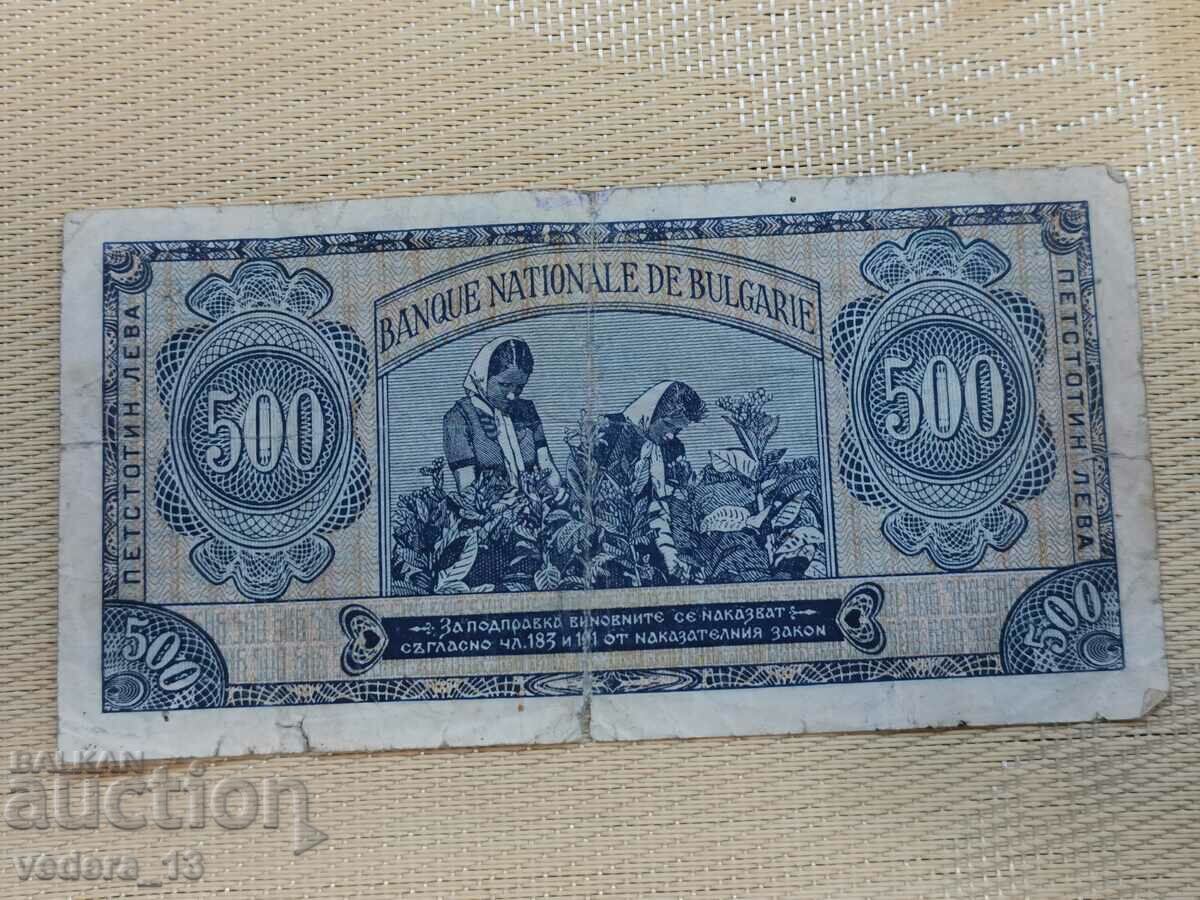 BANQUE NATIONALE DE BULGARIE
500
500
ПЕТСТОТИН ЛЕВА
ПЕТСТОТИН ЛЕВА
ЗА ПОДПРАВКА ВИНОВНИТЕ СЕ НАКАЗВАТ
СЪГЛАСНО ЧЛ. 183 И 191 ОТ НАКАЗАТЕЛНИЯ ЗАКОН
500
500
BALKAN
auction
vedera_13